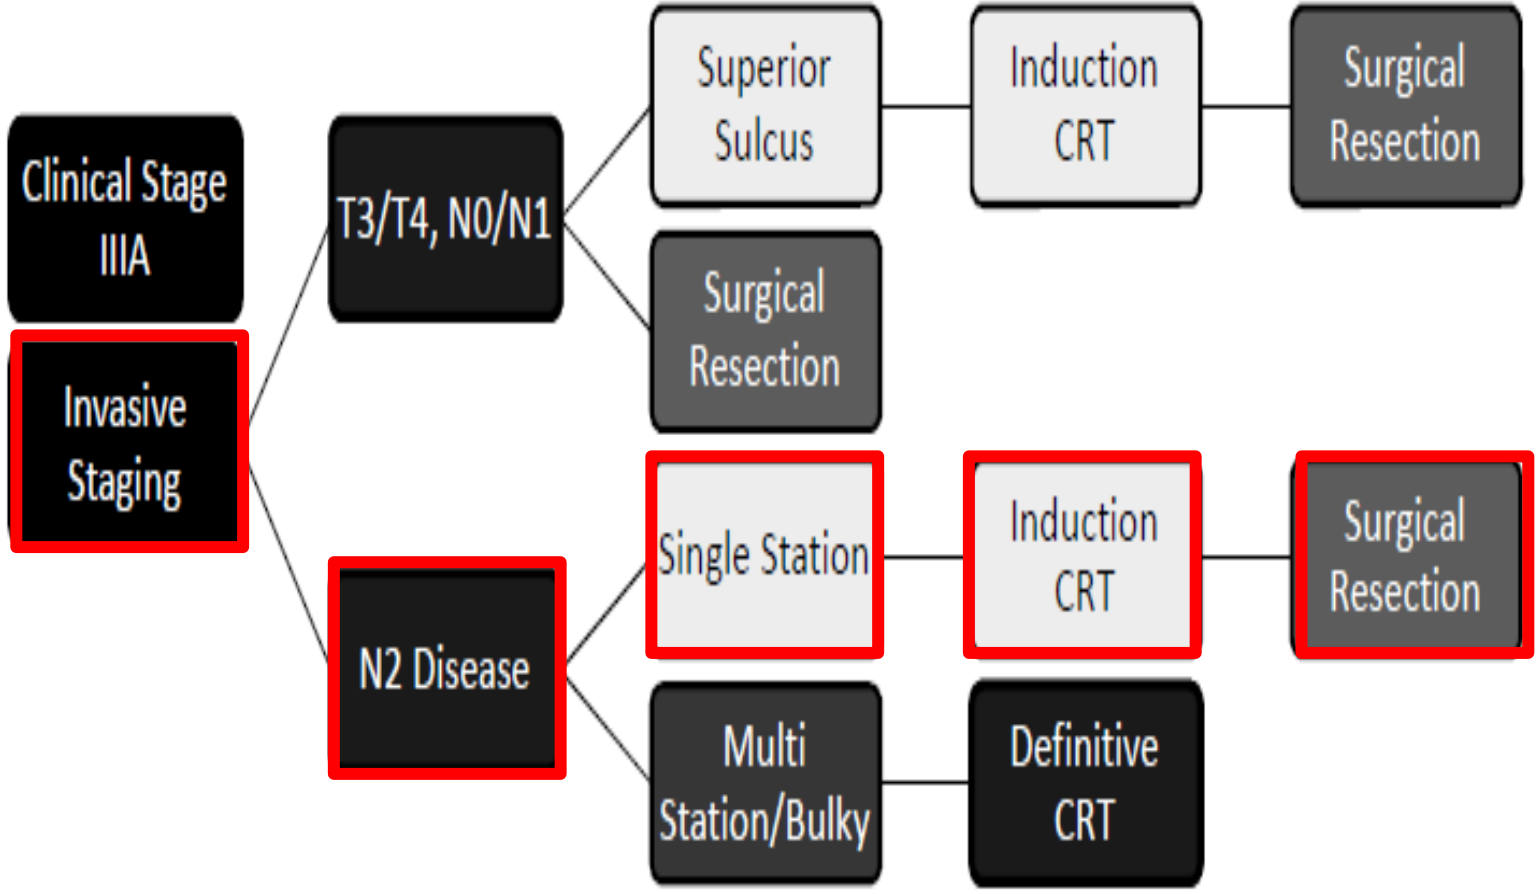 Clinical Stage
IIIA
Invasive
Staging
T3/T4, N0/N1
Superior
Sulcus
Induction
CRT
Surgical
Resection
Surgical
Resection
N2 Disease
Single Station
Induction
CRT
Surgical
Resection
Multi
Station/Bulky
Definitive
CRT